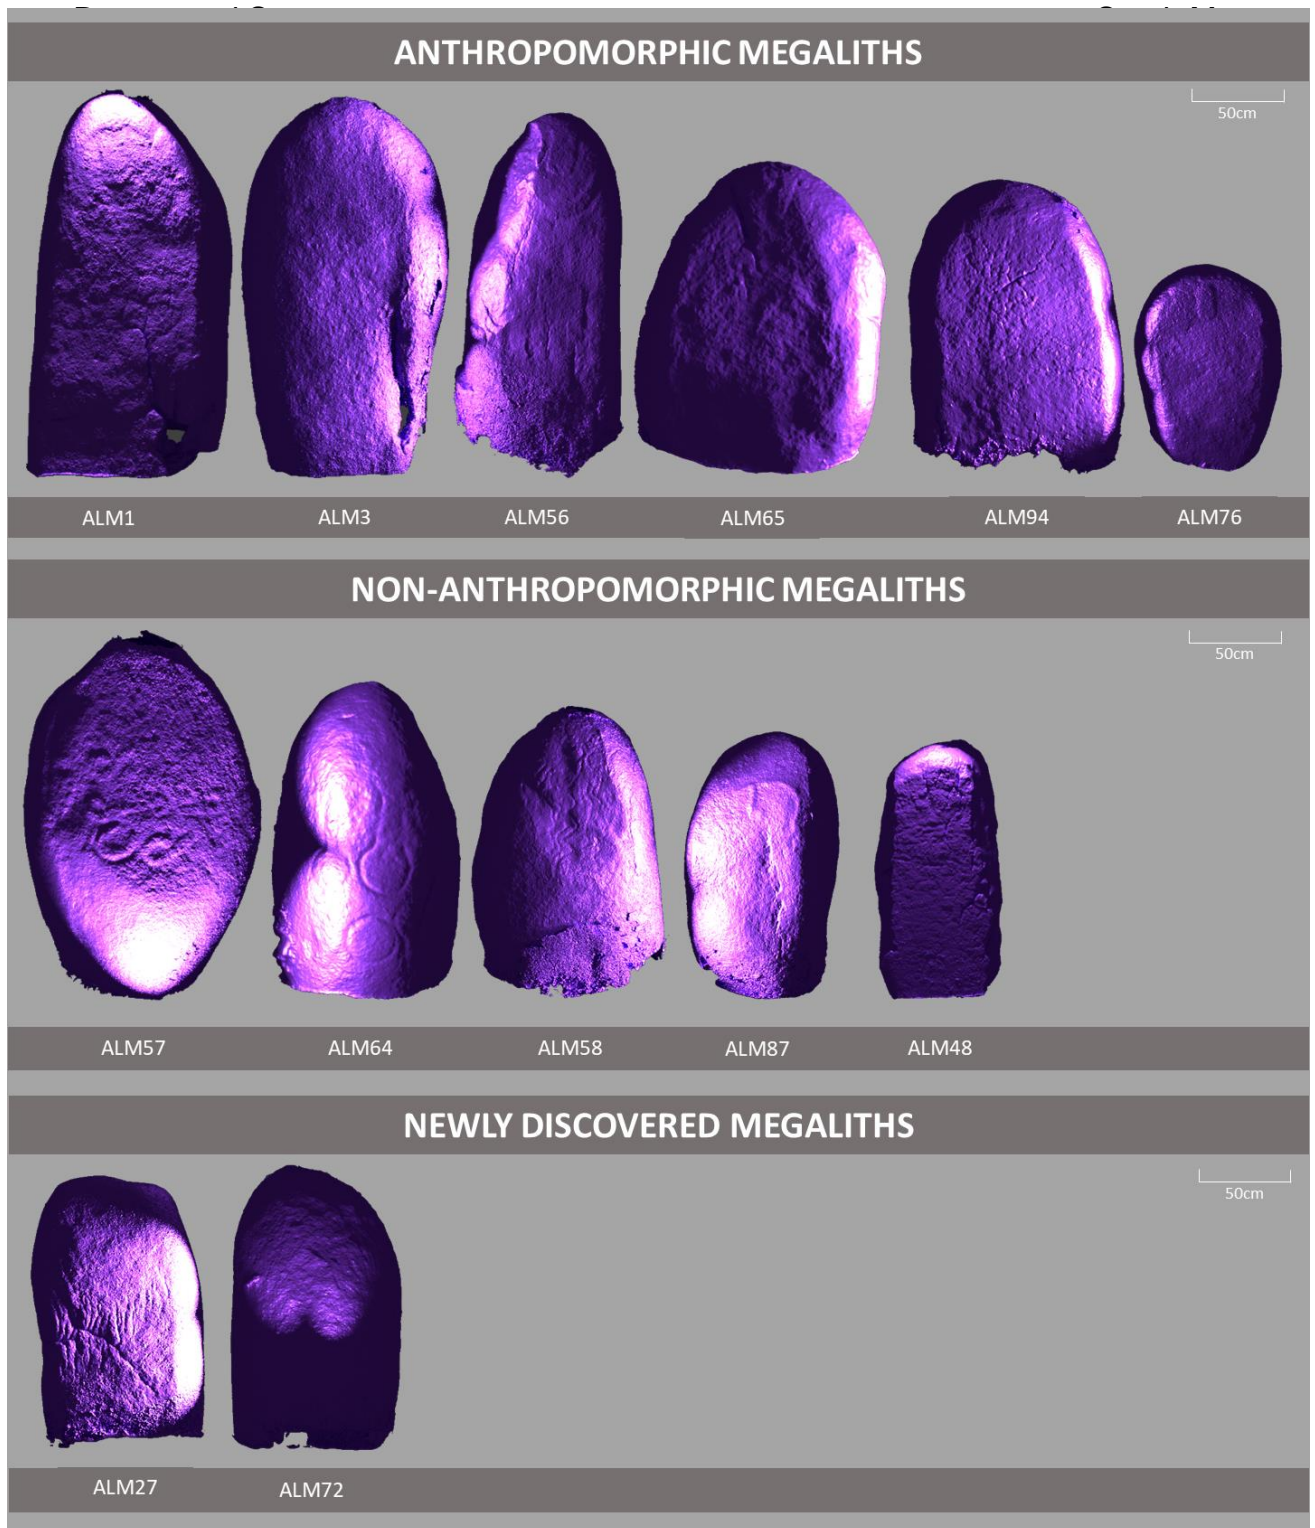 ANTHROPOMORPHIC MEGALITHS
50cm
ALM1 ALM3 ALM56 ALM65 ALM94 ALM76
NON-ANTHROPOMORPHIC MEGALITHS
50cm
ALM57 ALM64 ALM58 ALM87 ALM48
NEWLY DISCOVERED MEGALITHS
50cm
ALM27 ALM72